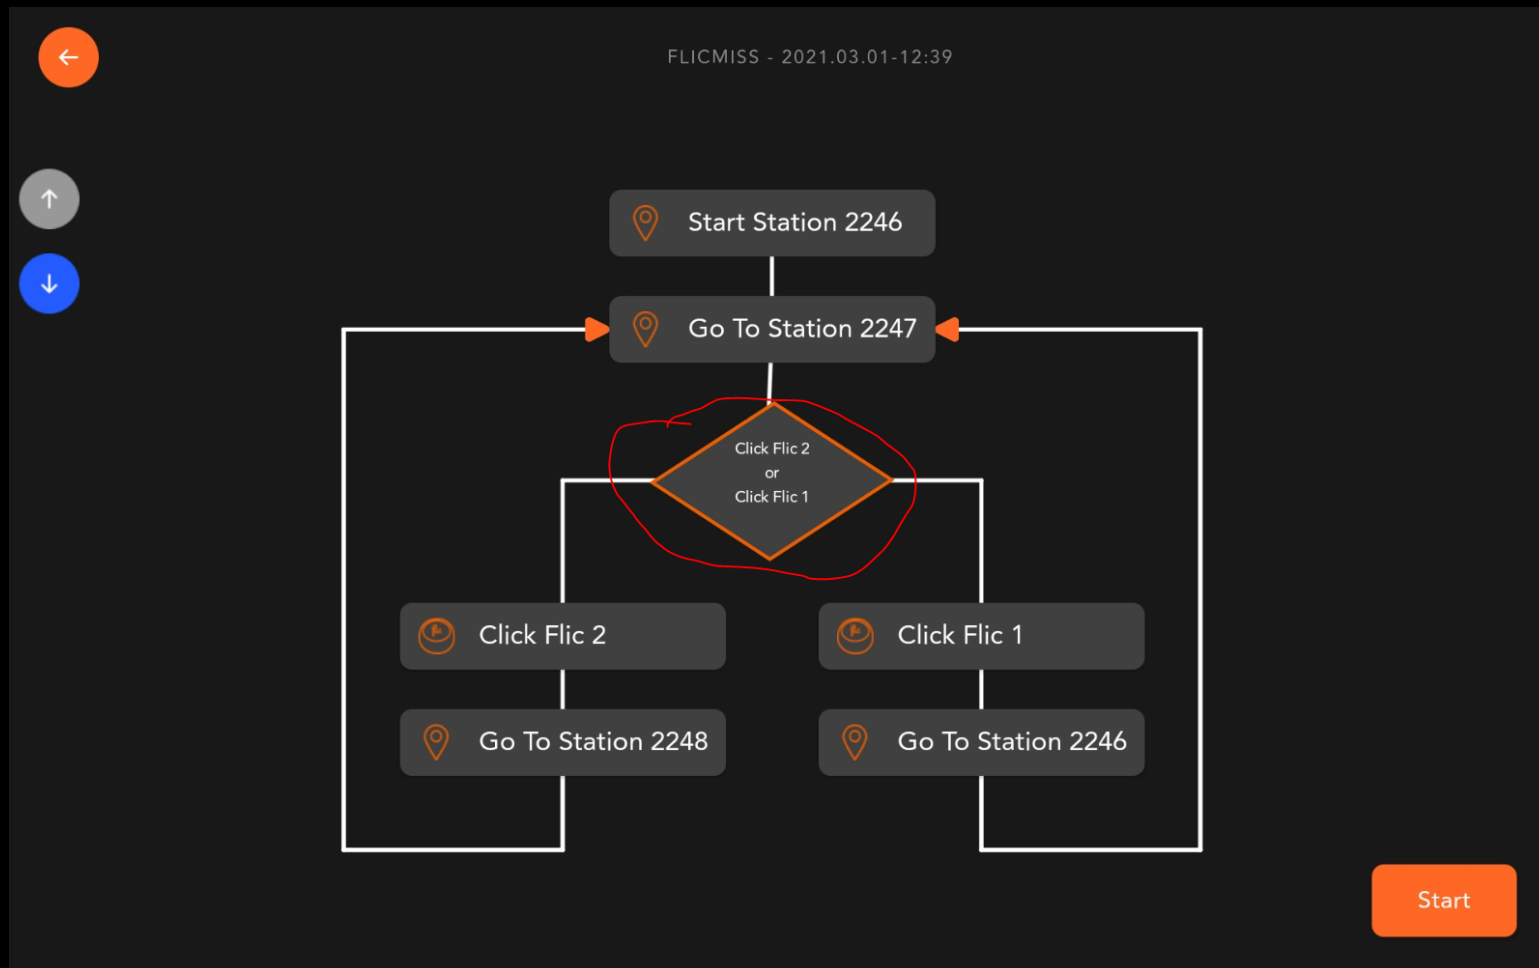 FLICMISS - 2021.03.01-12:39
Start Station 2246
Go To Station 2247
Click Flic 2
or
Click Flic 1
Click Flic 2
Click Flic 1
Go To Station 2248
Go To Station 2246
Start